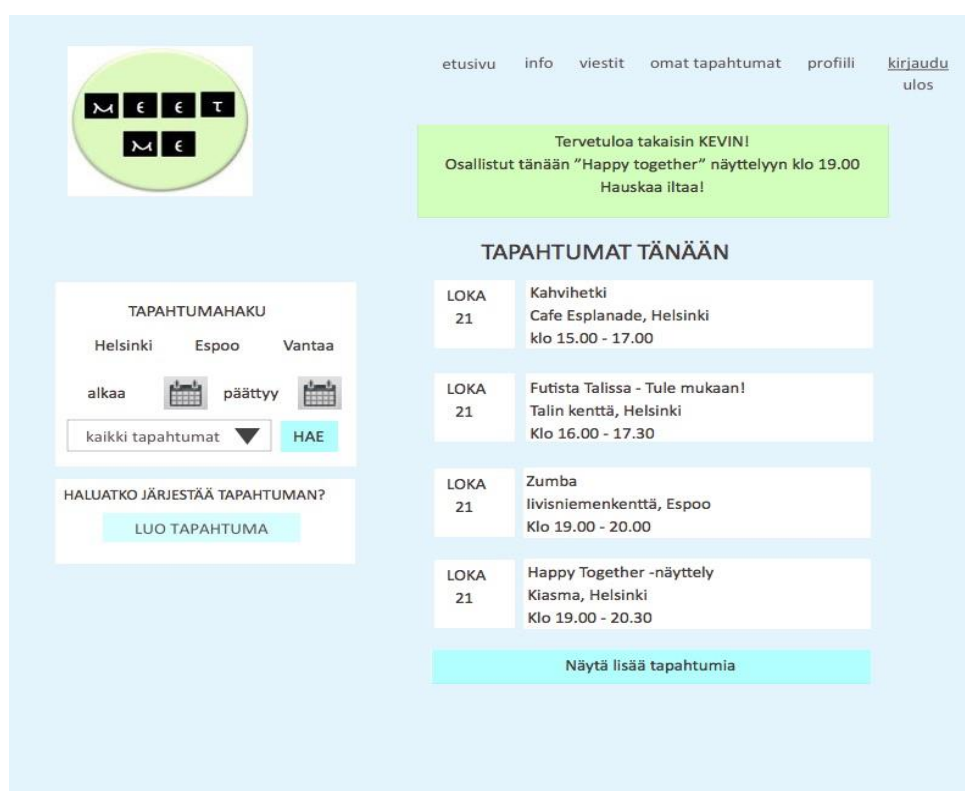 MEET
ME
etusivu info viestit omat tapahtumat profiili kirjaudu
ulos
Tervetuloa takaisin KEVIN!
Osallistut tänään ”Happy together” näyttelyyn klo 19.00
Hauskaa iltaa!
TAPAHTUMAHAKU
Helsinki Espoo Vantaa
alkaa päättyy
kaikki tapahtumat HAE
HALUATKO JÄRJESTÄÄ TAPAHTUMAN?
LUO TAPAHTUMA
TAPAHTUMAT TÄNÄÄN
LOKA
21
Kahvihetki
Cafe Esplanade, Helsinki
klo 15.00 - 17.00
LOKA
21
Futista Talissa - Tule mukaan!
Talin kenttä, Helsinki
Klo 16.00 - 17.30
LOKA
21
Zumba
Iivisniemenkenttä, Espoo
Klo 19.00 - 20.00
LOKA
21
Happy Together -näyttely
Kiasma, Helsinki
Klo 19.00 - 20.30
Näytä lisää tapahtumia